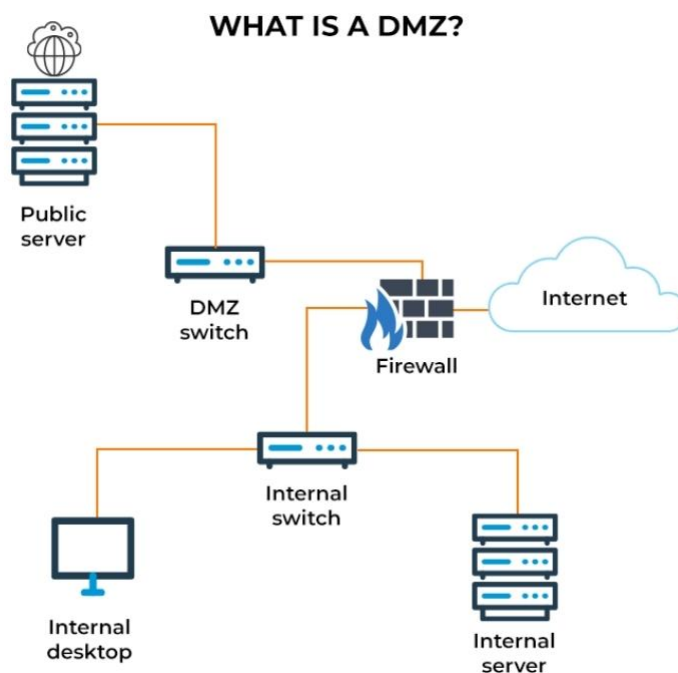 WHAT IS A DMZ?
Public
server
DMZ
switch
Internet
Firewall
Internal
switch
Internal
desktop
Internal
server